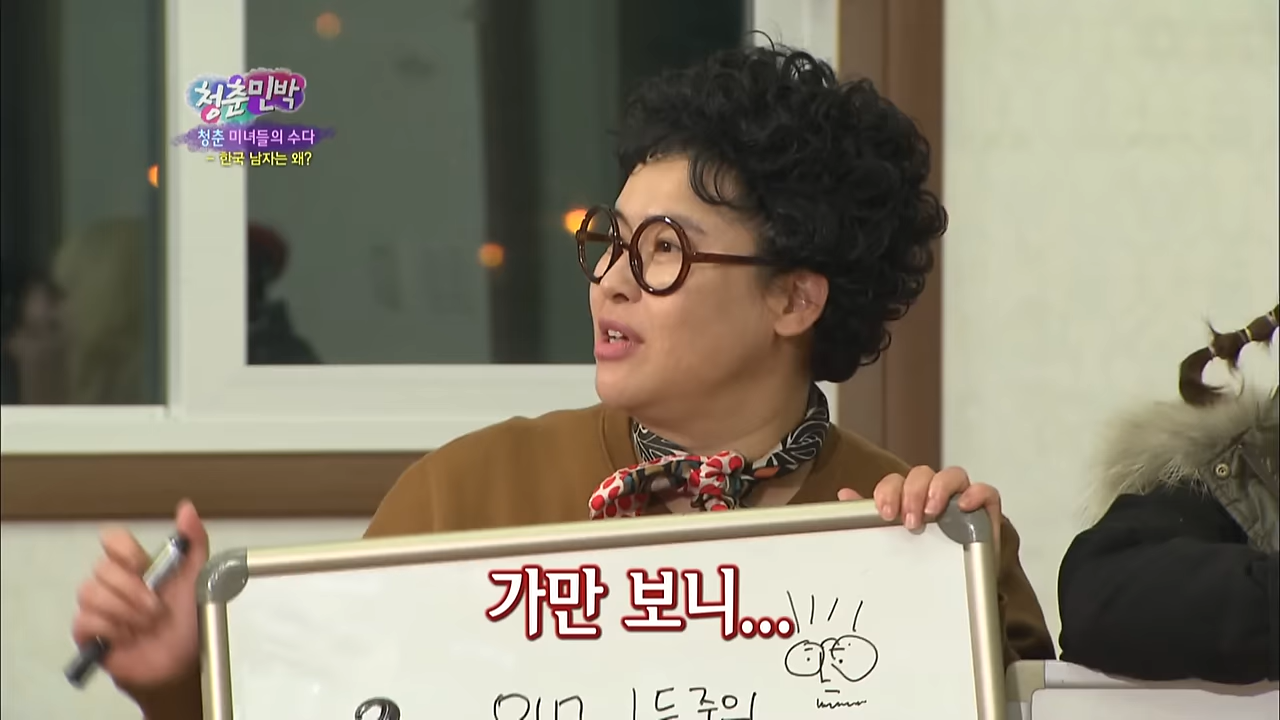 청춘민박
청춘 미녀들의 수다
- 한국 남자는 왜?
가만 보니...